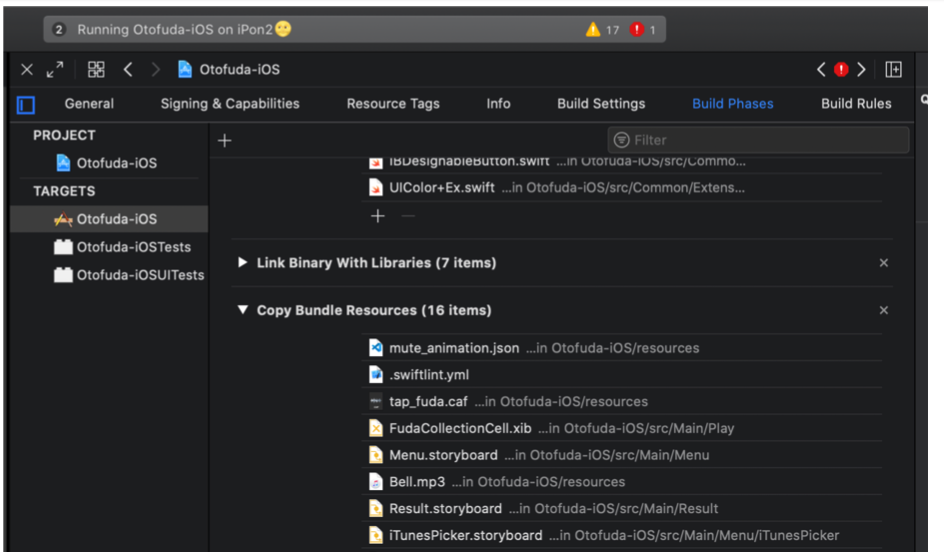 2 Running Otofuda-iOS on iPon2🌝 17 1
Otofuda-iOS
General Signing & Capabilities Resource Tags Info Build Settings Build Phases Build Rules
PROJECT
Filter
Otofuda-iOS
TARGETS
Otofuda-iOS
Otofuda-iOSTests
Otofuda-iOSUITests
IBDesignableButton.swift ...in Otofuda-iOS/src/Commo...
UIColor+Ex.swift ...in Otofuda-iOS/src/Common/Extens...
Link Binary With Libraries (7 items)
Copy Bundle Resources (16 items)
mute_animation.json ...in Otofuda-iOS/resources
.swiftlint.yml
tap_fuda.caf ...in Otofuda-iOS/resources
FudaCollectionCell.xib ...in Otofuda-iOS/src/Main/Play
Menu.storyboard ...in Otofuda-iOS/src/Main/Menu
Bell.mp3 ...in Otofuda-iOS/resources
Result.storyboard ...in Otofuda-iOS/src/Main/Result
iTunesPicker.storyboard ...in Otofuda-iOS/src/Main/Menu/iTunesPicker